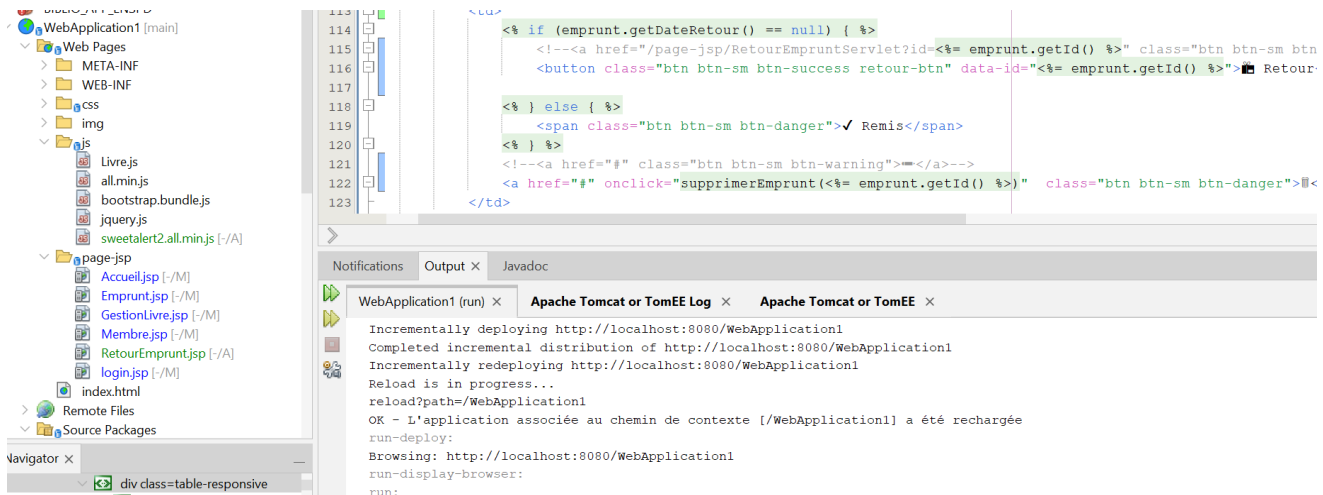 WebApplication1 [main]
Web Pages
META-INF
WEB-INF
css
img
js
Livre.js
all.min.js
bootstrap.bundle.js
jquery.js
sweetalert2.all.min.js [-/A]
page-jsp
Accueil.jsp [-/M]
Emprunt.jsp [-/M]
GestionLivre.jsp [-/M]
Membre.jsp [-/M]
RetourEmprunt.jsp [-/A]
login.jsp [-/M]
index.html
Remote Files
Source Packages
Navigator ×
div class=table-responsive
113 <td>
114 <% if (emprunt.getDateRetour() == null) { %>
115 <!--<a href="/page-jsp/RetourEmpruntServlet?id=<%= emprunt.getId() %>" class="btn btn-sm btn
116 <button class="btn btn-sm btn-success retour-btn" data-id="<%= emprunt.getId() %>"> Retour
117
118 <% } else { %>
119 <span class="btn btn-sm btn-danger">✔ Remis</span>
120 <% } %>
121 <!--<a href="#" class="btn btn-sm btn-warning">✏</a>-->
122 <a href="#" onclick="supprimerEmprunt(<%= emprunt.getId() %>)" class="btn btn-sm btn-danger">🗑<
123 </td>
Notifications Output × Javadoc
WebApplication1 (run) × Apache Tomcat or TomEE Log × Apache Tomcat or TomEE ×
Incrementally deploying http://localhost:8080/WebApplication1
Completed incremental distribution of http://localhost:8080/WebApplication1
Incrementally redeploying http://localhost:8080/WebApplication1
Reload is in progress...
reload?path=/WebApplication1
OK - L'application associée au chemin de contexte [/WebApplication1] a été rechargée
run-deploy:
Browsing: http://localhost:8080/WebApplication1
run-display-browser:
run: